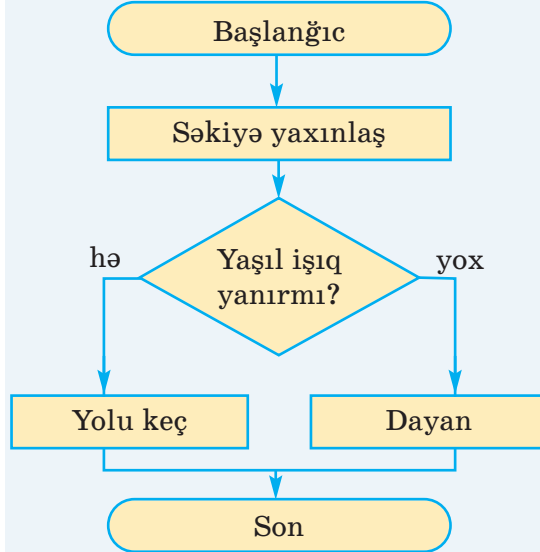 Başlanğıc
Səkiyə yaxınlaş
Yaşıl işıq
yanırmı?
hə
yox
Yolu keç
Dayan
Son